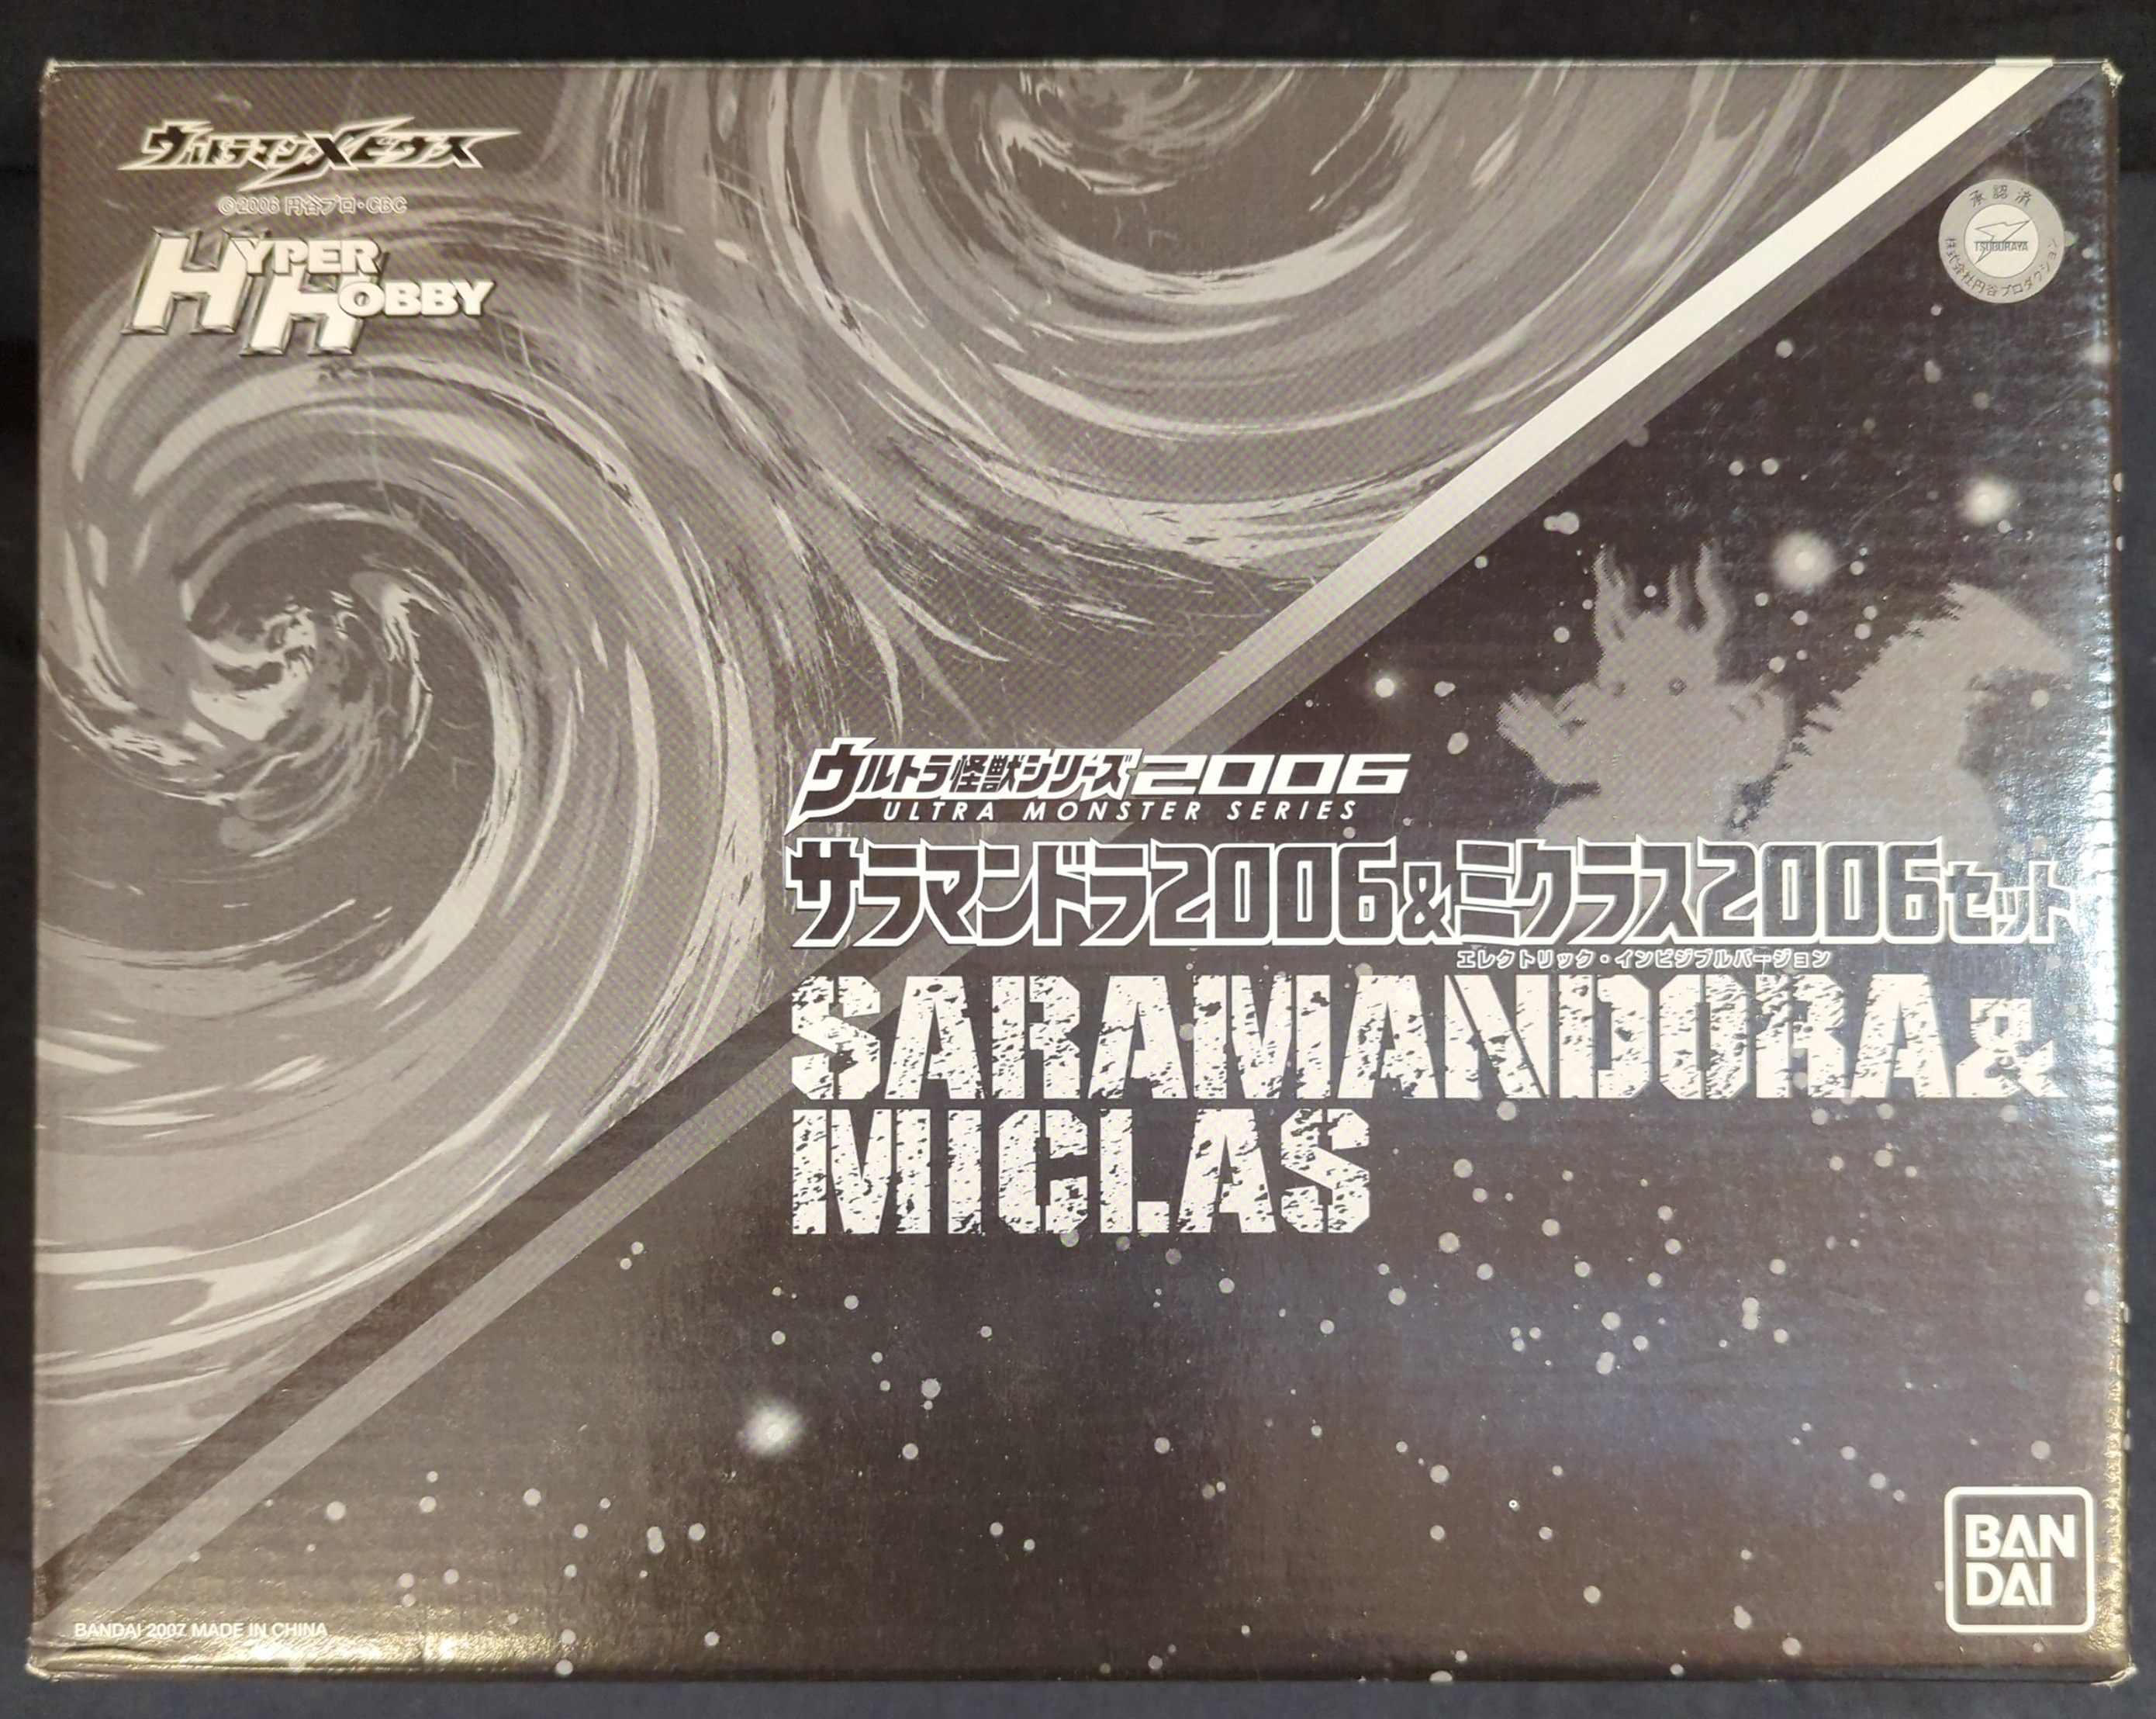 ウルトラマンメビウス
©2006 円谷プロ・CBC
HYPER HOBBY
承認済
TSUBURAYA
株式会社円谷プロダクション
ウルトラ怪獣シリーズ2006
ULTRA MONSTER SERIES
サラマンドラ2006&ミクラス2006セット
エレクトリック・インビジブルバージョン
SARAMANDORA&
MICLAS
BANDAI 2007 MADE IN CHINA
BAN
DAI